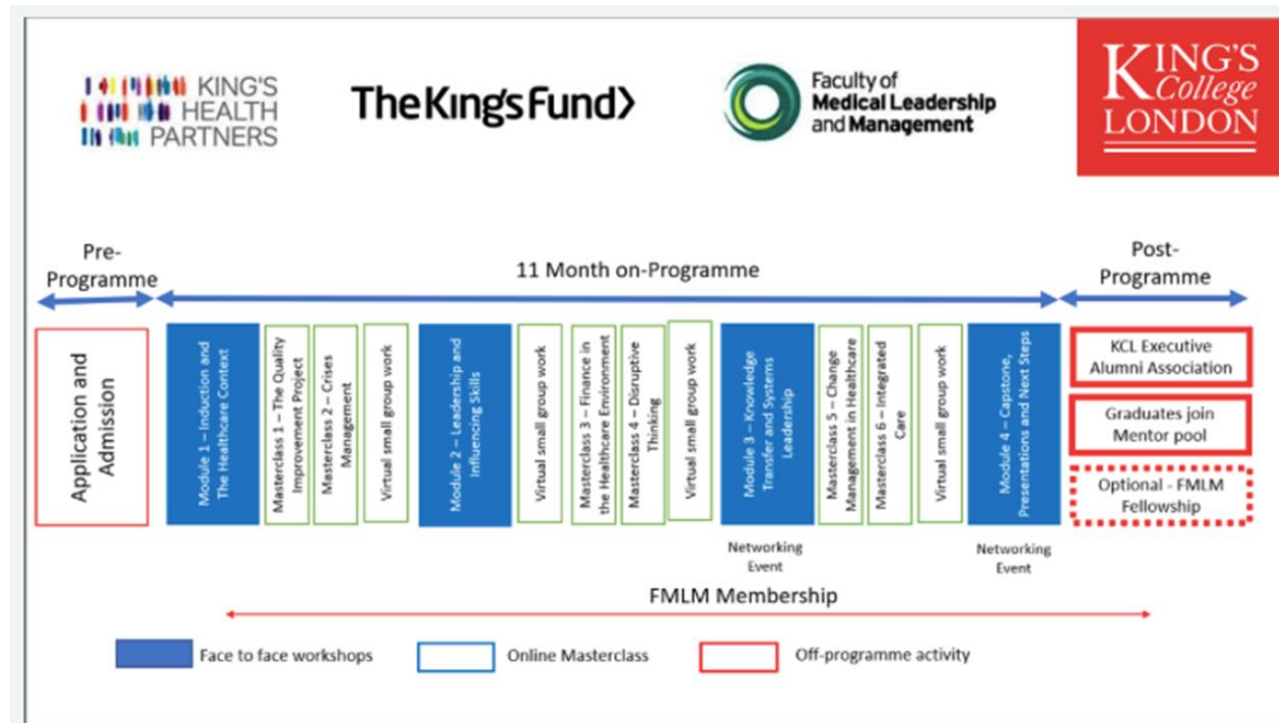 KING'S
HEALTH
PARTNERS
TheKingsFund>
Faculty of
Medical Leadership
and Management
KING'S
College
LONDON
Pre-
Programme
11 Month on-Programme
Post-
Programme
Application and
Admission
Module 1 – Induction and
The Healthcare Context
Masterclass 1 – The Quality
Improvement Project
Masterclass 2 – Crises
Management
Virtual small group work
Module 2 – Leadership and
Influencing Skills
Virtual small group work
Masterclass 3 – Finance in
the Healthcare Environment
Masterclass 4 – Disruptive
Thinking
Virtual small group work
Module 3 – Knowledge
Transfer and Systems
Leadership
Masterclass 5 – Change
Management in Healthcare
Masterclass 6 – Integrated
Care
Virtual small group work
Module 4 – Capstone,
Presentations and Next Steps
KCL Executive
Alumni Association
Graduates join
Mentor pool
Optional - FMLM
Fellowship
Networking
Event
Networking
Event
FMLM Membership
Face to face workshops
Online Masterclass
Off-programme activity